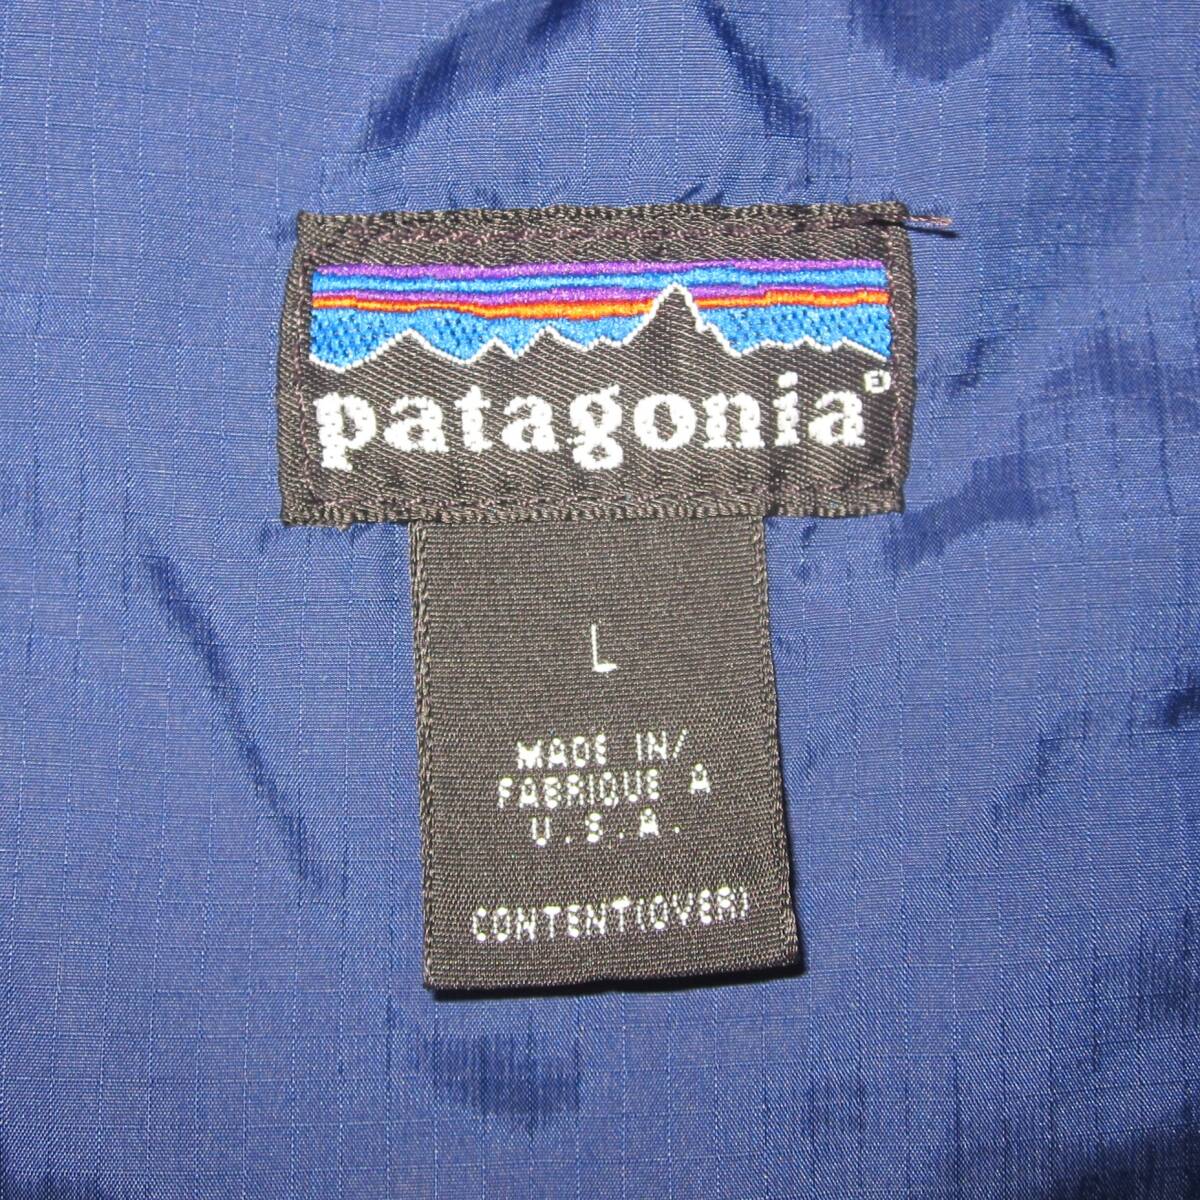 patagonia®
L
MADE IN/
FABRIQUE A
U.S.A.
CONTENT(OVER)